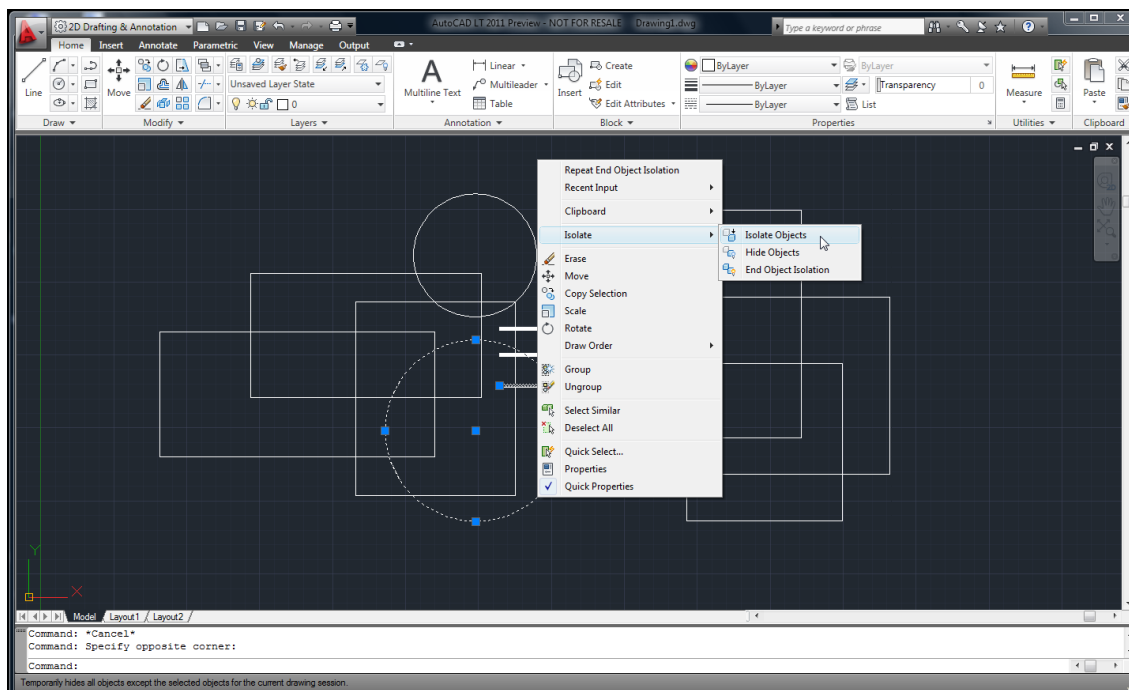 2D Drafting & Annotation
AutoCAD LT 2011 Preview - NOT FOR RESALE Drawing1.dwg
Type a keyword or phrase
Home Insert Annotate Parametric View Manage Output
Line
Move
Unsaved Layer State
0
Multiline Text
Linear
Multileader
Table
Insert
Create
Edit
Edit Attributes
ByLayer
ByLayer
ByLayer
ByLayer
Transparency 0
List
Measure
Paste
Draw
Modify
Layers
Annotation
Block
Properties
Utilities
Clipboard
Repeat End Object Isolation
Recent Input
Clipboard
Isolate
Erase
Move
Copy Selection
Scale
Rotate
Draw Order
Group
Ungroup
Select Similar
Deselect All
Quick Select...
Properties
Quick Properties
Isolate Objects
Hide Objects
End Object Isolation
Y
X
Model Layout1 Layout2
Command: *Cancel*
Command: Specify opposite corner:
Command:
Temporarily hides all objects except the selected objects for the current drawing session.